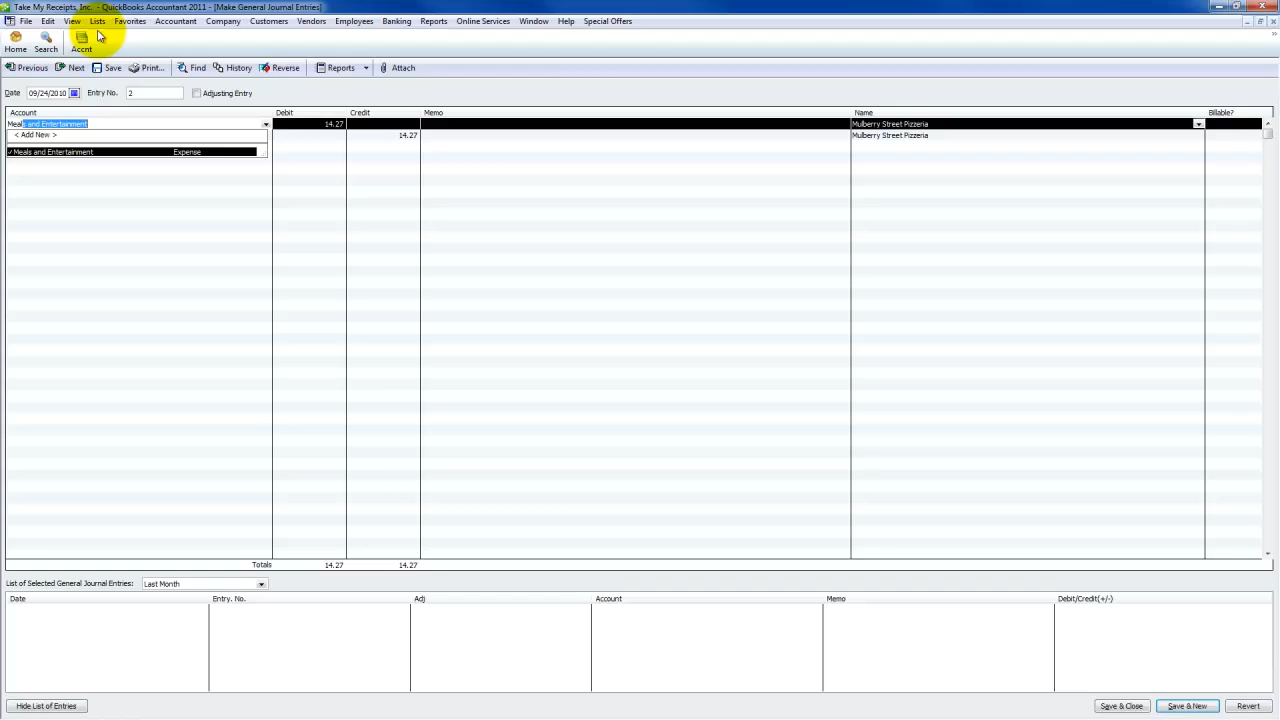 Take My Receipts, Inc. - QuickBooks Accountant 2011 - [Make General Journal Entries]
File Edit View Lists Favorites Accountant Company Customers Vendors Employees Banking Reports Online Services Window Help Special Offers
Home Search Accnt
Previous Next Save Print... Find History Reverse Reports Attach
Date 09/24/2010 Entry No. 2 Adjusting Entry
Account Debit Credit Memo Name Billable?
Meals and Entertainment 14.27 Mulberry Street Pizzeria
< Add New > 14.27 Mulberry Street Pizzeria
✓Meals and Entertainment Expense
Totals 14.27 14.27
List of Selected General Journal Entries: Last Month
Date Entry. No. Adj Account Memo Debit/Credit(+/-)
Hide List of Entries Save & Close Save & New Revert